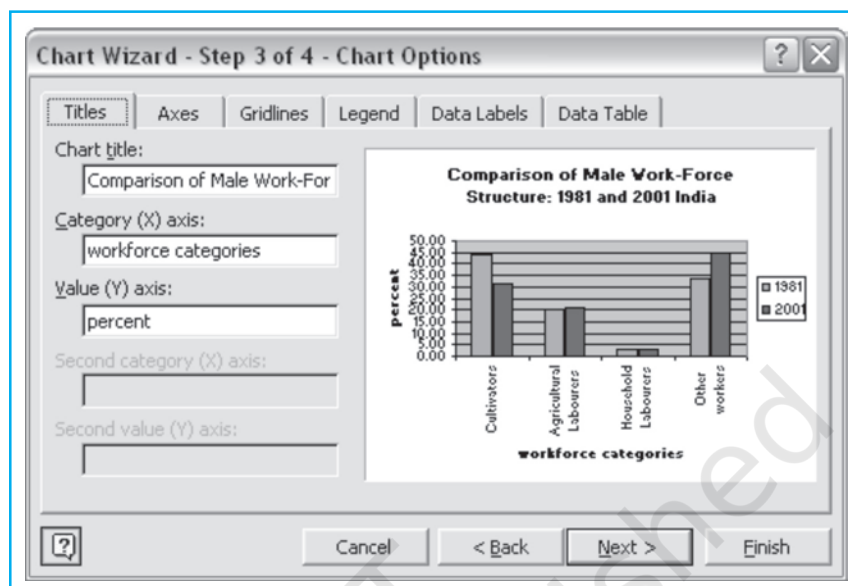 Chart Wizard - Step 3 of 4 - Chart Options
?
Titles
Axes
Gridlines
Legend
Data Labels
Data Table
Chart title:
Comparison of Male Work-For
Category (X) axis:
workforce categories
Value (Y) axis:
percent
Second category (X) axis:
Second value (Y) axis:
Comparison of Male Work-Force
Structure: 1981 and 2001 India
percent
50.00
45.00
40.00
35.00
30.00
25.00
20.00
15.00
10.00
5.00
0.00
Cultivators
Agricultural
Labourers
Household
Labourers
Other
workers
workforce categories
1981
2001
?
Cancel
< Back
Next >
Finish